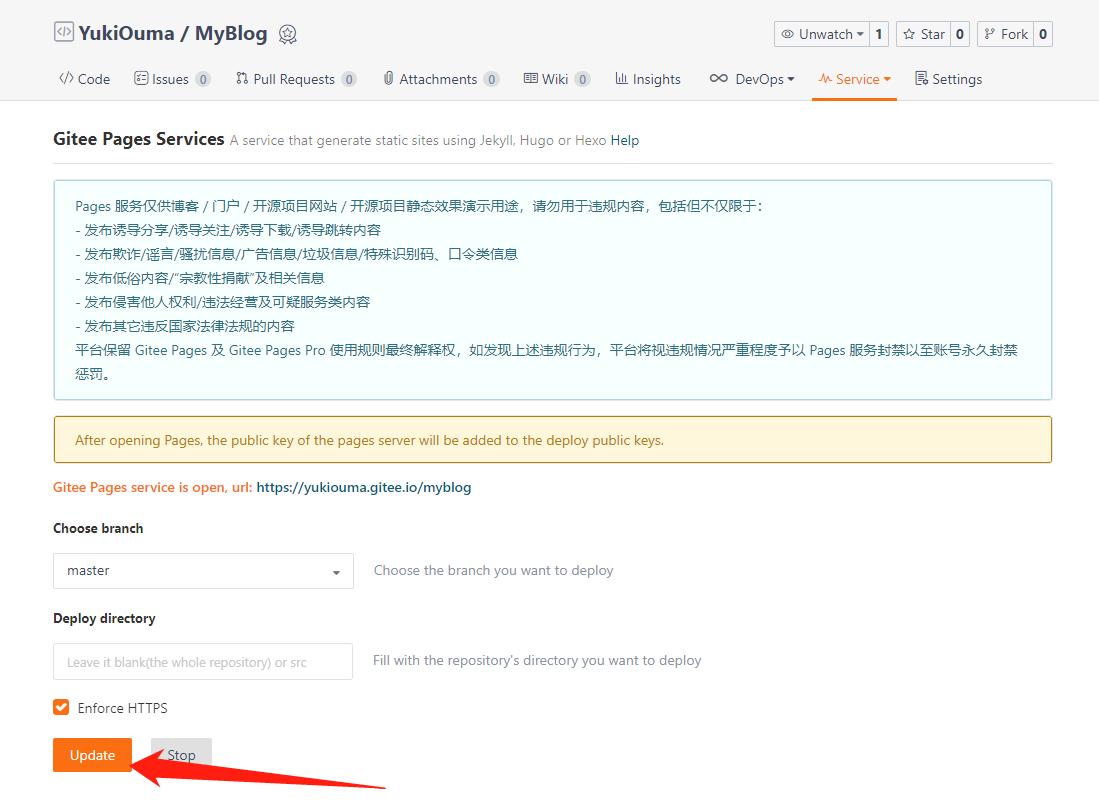 YukiOuma / MyBlog
Unwatch 1 Star 0 Fork 0
Code Issues 0 Pull Requests 0 Attachments 0 Wiki 0 Insights DevOps Service Settings
Gitee Pages Services A service that generate static sites using Jekyll, Hugo or Hexo Help
Pages 服务仅供博客 / 门户 / 开源项目网站 / 开源项目静态效果演示用途，请勿用于违规内容，包括但不仅限于：
- 发布诱导分享/诱导关注/诱导下载/诱导跳转内容
- 发布欺诈/谣言/骚扰信息/广告信息/垃圾信息/特殊识别码、口令类信息
- 发布低俗内容/“宗教性捐献”及相关信息
- 发布侵害他人权利/违法经营及可疑服务类内容
- 发布其它违反国家法律法规的内容
平台保留 Gitee Pages 及 Gitee Pages Pro 使用规则最终解释权，如发现上述违规行为，平台将视违规情况严重程度予以 Pages 服务封禁以至账号永久封禁
惩罚。
After opening Pages, the public key of the pages server will be added to the deploy public keys.
Gitee Pages service is open, url: https://yukiouma.gitee.io/myblog
Choose branch
master Choose the branch you want to deploy
Deploy directory
Leave it blank(the whole repository) or src Fill with the repository's directory you want to deploy
Enforce HTTPS
Update Stop